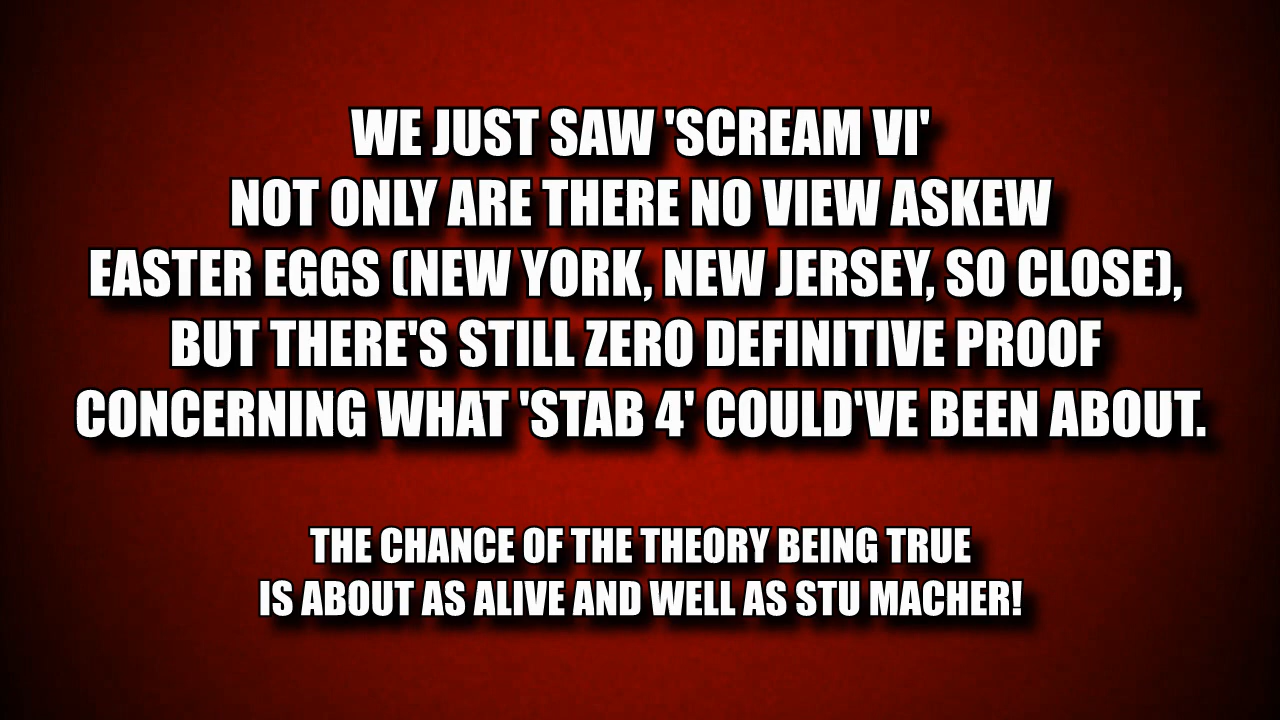 WE JUST SAW 'SCREAM VI'
NOT ONLY ARE THERE NO VIEW ASKEW
EASTER EGGS (NEW YORK, NEW JERSEY, SO CLOSE),
BUT THERE'S STILL ZERO DEFINITIVE PROOF
CONCERNING WHAT 'STAB 4' COULD'VE BEEN ABOUT.
THE CHANCE OF THE THEORY BEING TRUE
IS ABOUT AS ALIVE AND WELL AS STU MACHER!